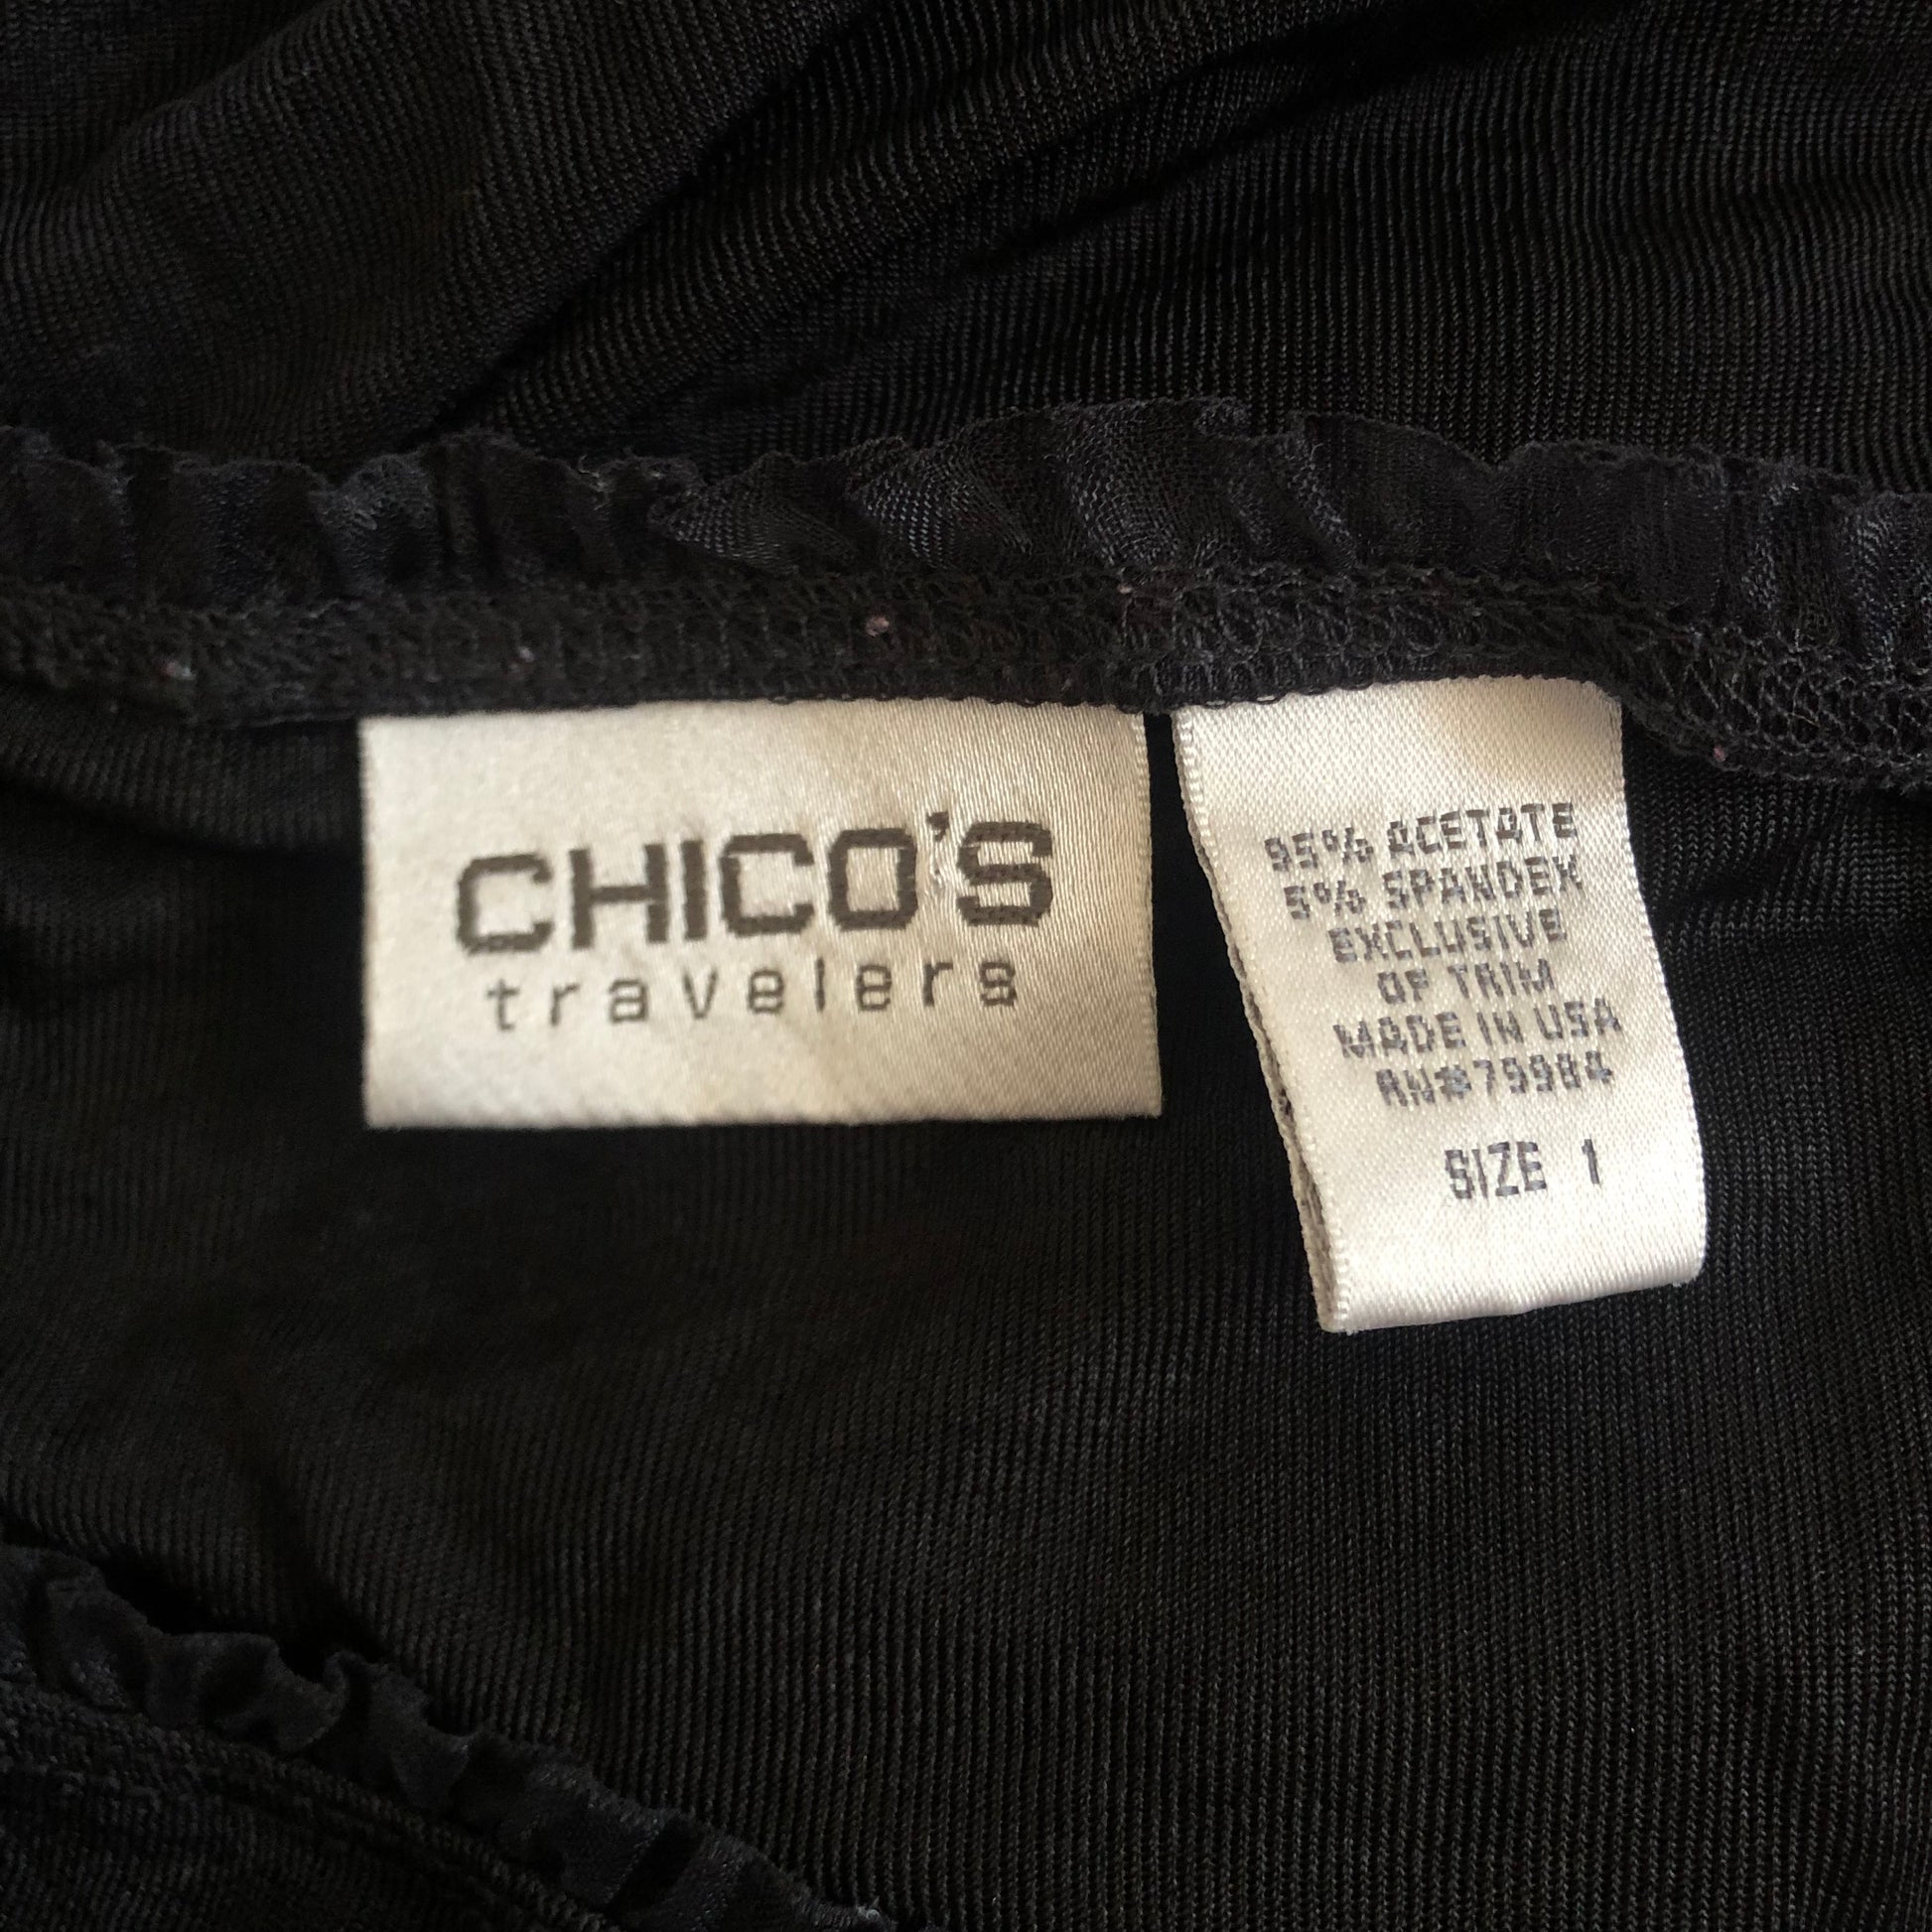 CHICO'S
travelers
95% ACETATE
5% SPANDEX
EXCLUSIVE
OF TRIM
MADE IN USA
RN#79984
SIZE 1